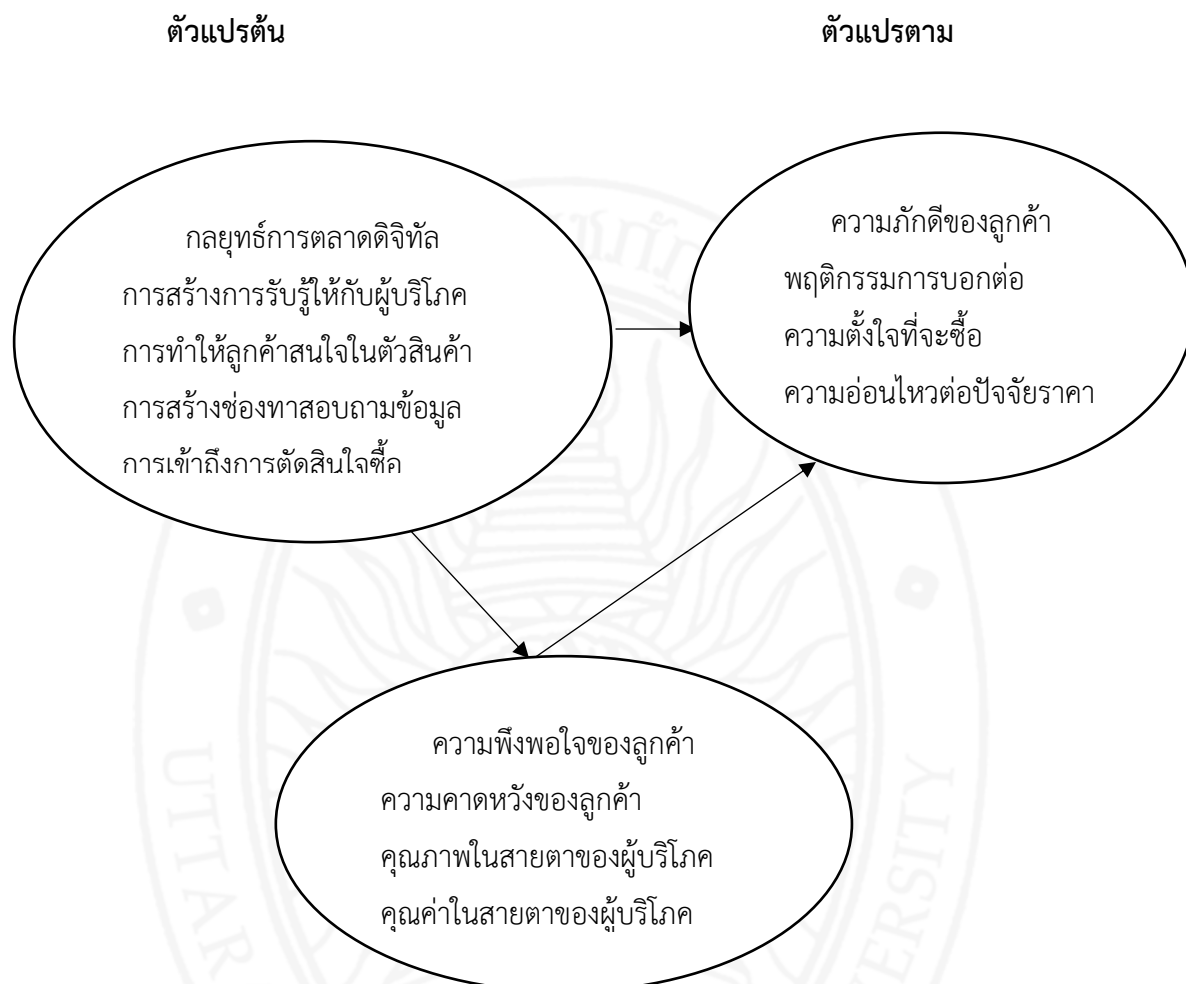 ตัวแปรต้น
ตัวแปรตาม
กลยุทธ์การตลาดดิจิทัล
การสร้างการรับรู้ให้กับผู้บริโภค
การทำให้ลูกค้าสนใจในตัวสินค้า
การสร้างช่องทาสอบถามข้อมูล
การเข้าถึงการตัดสินใจซื้อ
ความภักดีของลูกค้า
พฤติกรรมการบอกต่อ
ความตั้งใจที่จะซื้อ
ความอ่อนไหวต่อปัจจัยราคา
ความพึงพอใจของลูกค้า
ความคาดหวังของลูกค้า
คุณภาพในสายตาของผู้บริโภค
คุณค่าในสายตาของผู้บริโภค
UTTAR